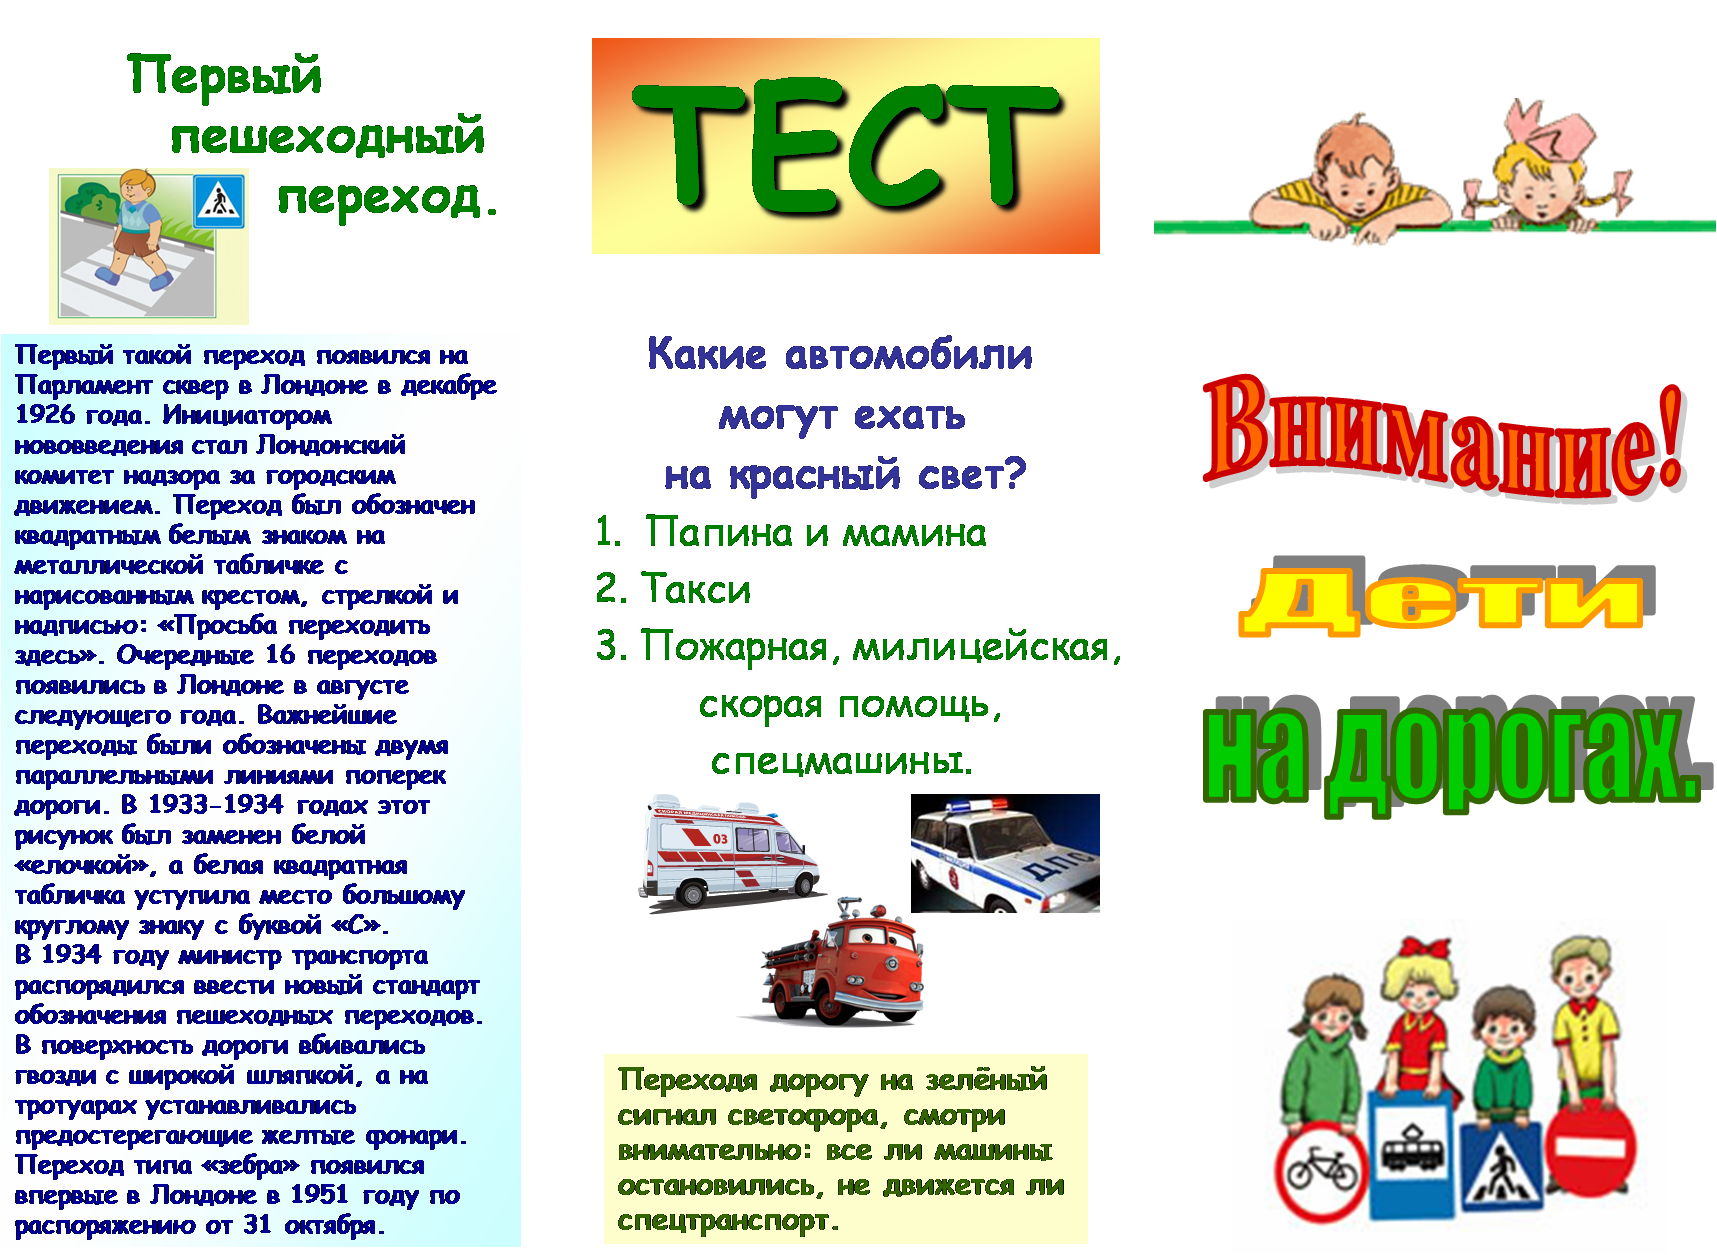 Первый
пешеходный
переход.
Первый такой переход появился на
Парламент сквер в Лондоне в декабре
1926 года. Инициатором
нововведения стал Лондонский
комитет надзора за городским
движением. Переход был обозначен
квадратным белым знаком на
металлической табличке с
нарисованным крестом, стрелкой и
надписью: «Просьба переходить
здесь». Очередные 16 переходов
появились в Лондоне в августе
следующего года. Важнейшие
переходы были обозначены двумя
параллельными линиями поперек
дороги. В 1933-1934 годах этот
рисунок был заменен белой
«елочкой», а белая квадратная
табличка уступила место большому
круглому знаку с буквой «С».
В 1934 году министр транспорта
распорядился ввести новый стандарт
обозначения пешеходных переходов.
В поверхность дороги вбивались
гвозди с широкой шляпкой, а на
тротуарах устанавливались
предостерегающие желтые фонари.
Переход типа «зебра» появился
впервые в Лондоне в 1951 году по
распоряжению от 31 октября.
ТЕСТ
Какие автомобили
могут ехать
на красный свет?
1. Папина и мамина
2. Такси
3. Пожарная, милицейская,
скорая помощь,
спецмашины.
03
ДПС
Переходя дорогу на зелёный
сигнал светофора, смотри
внимательно: все ли машины
остановились, не движется ли
спецтранспорт.
Внимание!
Дети
на дорогах.